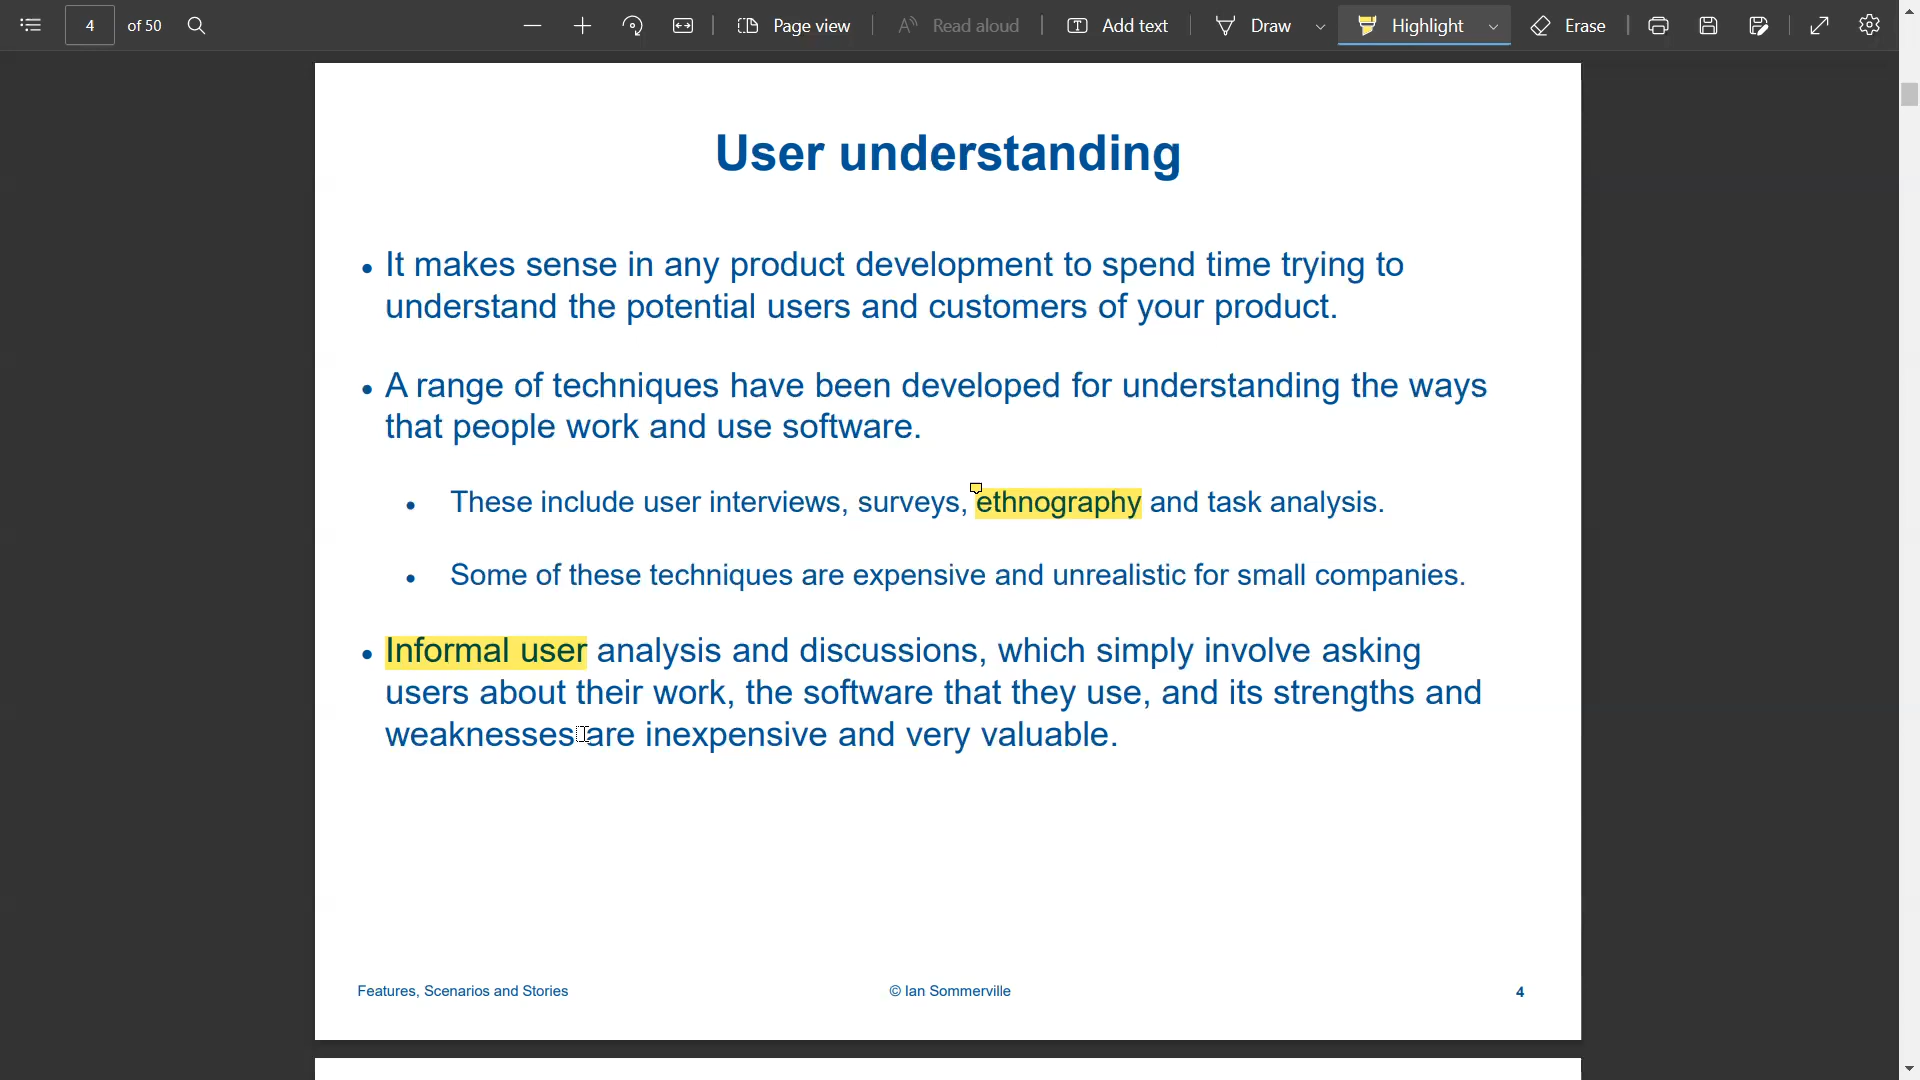 4 of 50 Page view Read aloud Add text Draw Highlight Erase
User understanding
• It makes sense in any product development to spend time trying to
understand the potential users and customers of your product.
• A range of techniques have been developed for understanding the ways
that people work and use software.
• These include user interviews, surveys, ethnography and task analysis.
• Some of these techniques are expensive and unrealistic for small companies.
• Informal user analysis and discussions, which simply involve asking
users about their work, the software that they use, and its strengths and
weaknesses are inexpensive and very valuable.
Features, Scenarios and Stories © Ian Sommerville 4